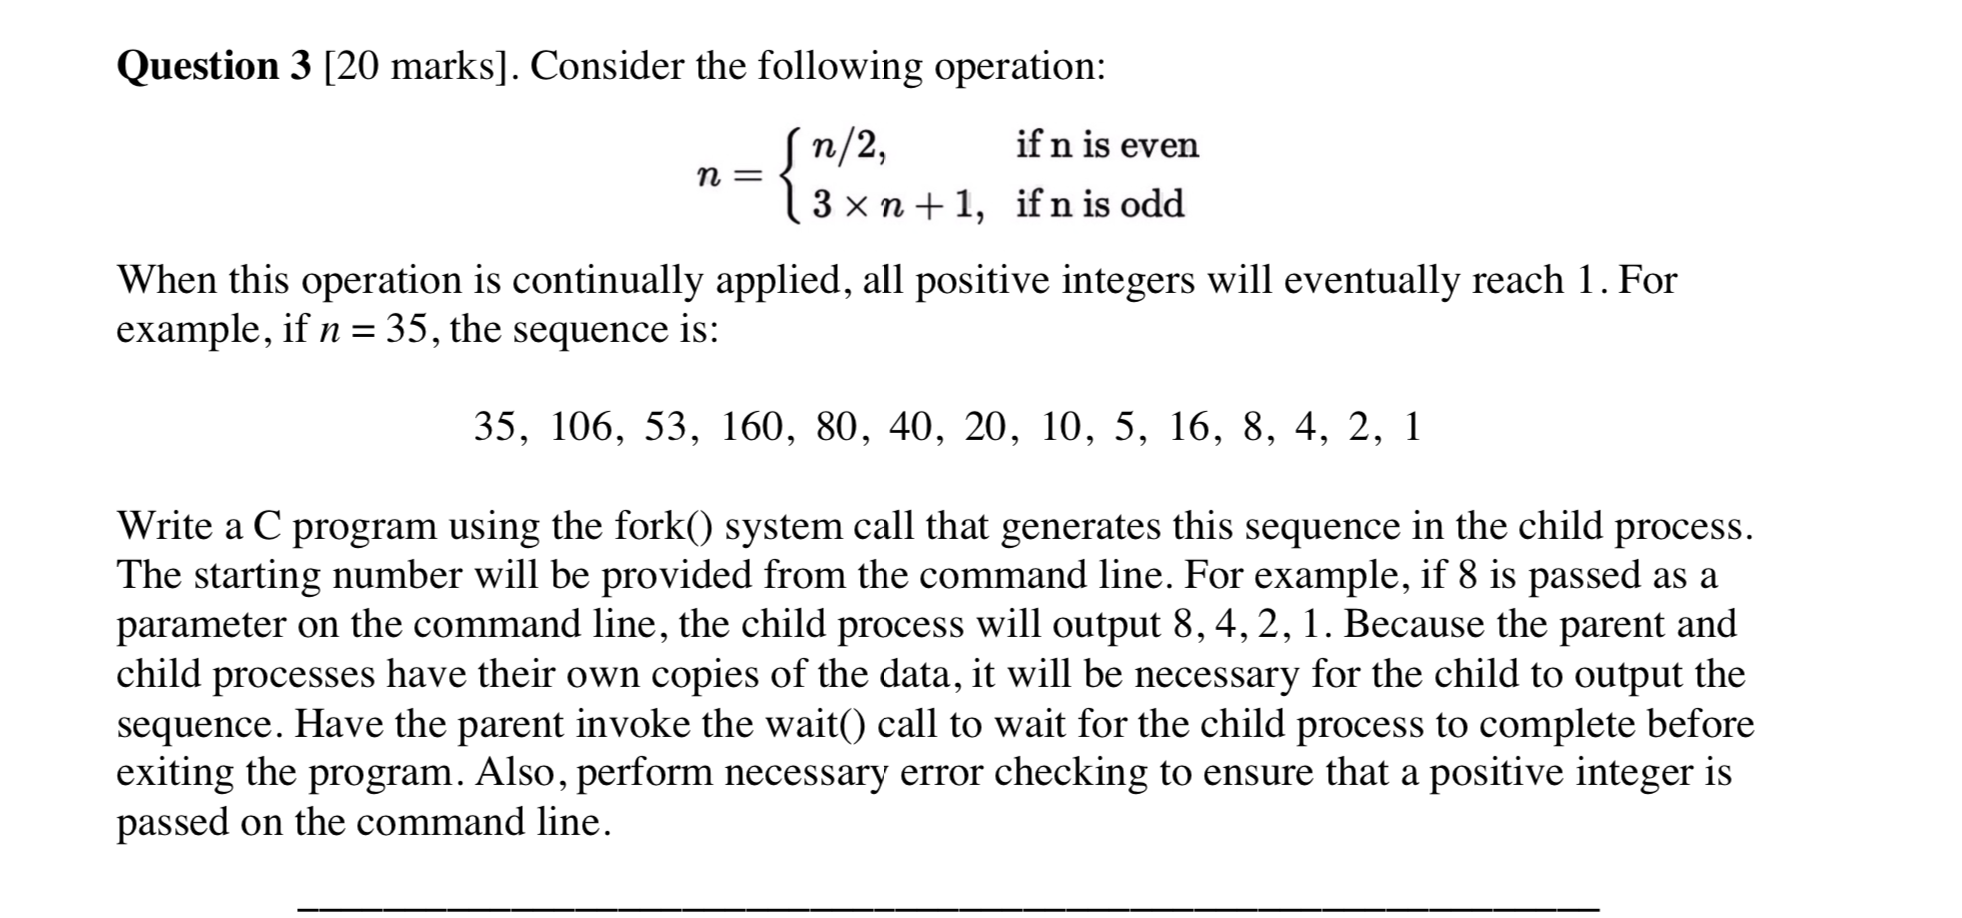 Question 3 [20 marks]. Consider the following operation:
n = { n/2, if n is even
3 × n + 1, if n is odd
When this operation is continually applied, all positive integers will eventually reach 1. For
example, if n = 35, the sequence is:
35, 106, 53, 160, 80, 40, 20, 10, 5, 16, 8, 4, 2, 1
Write a C program using the fork() system call that generates this sequence in the child process.
The starting number will be provided from the command line. For example, if 8 is passed as a
parameter on the command line, the child process will output 8, 4, 2, 1. Because the parent and
child processes have their own copies of the data, it will be necessary for the child to output the
sequence. Have the parent invoke the wait() call to wait for the child process to complete before
exiting the program. Also, perform necessary error checking to ensure that a positive integer is
passed on the command line.